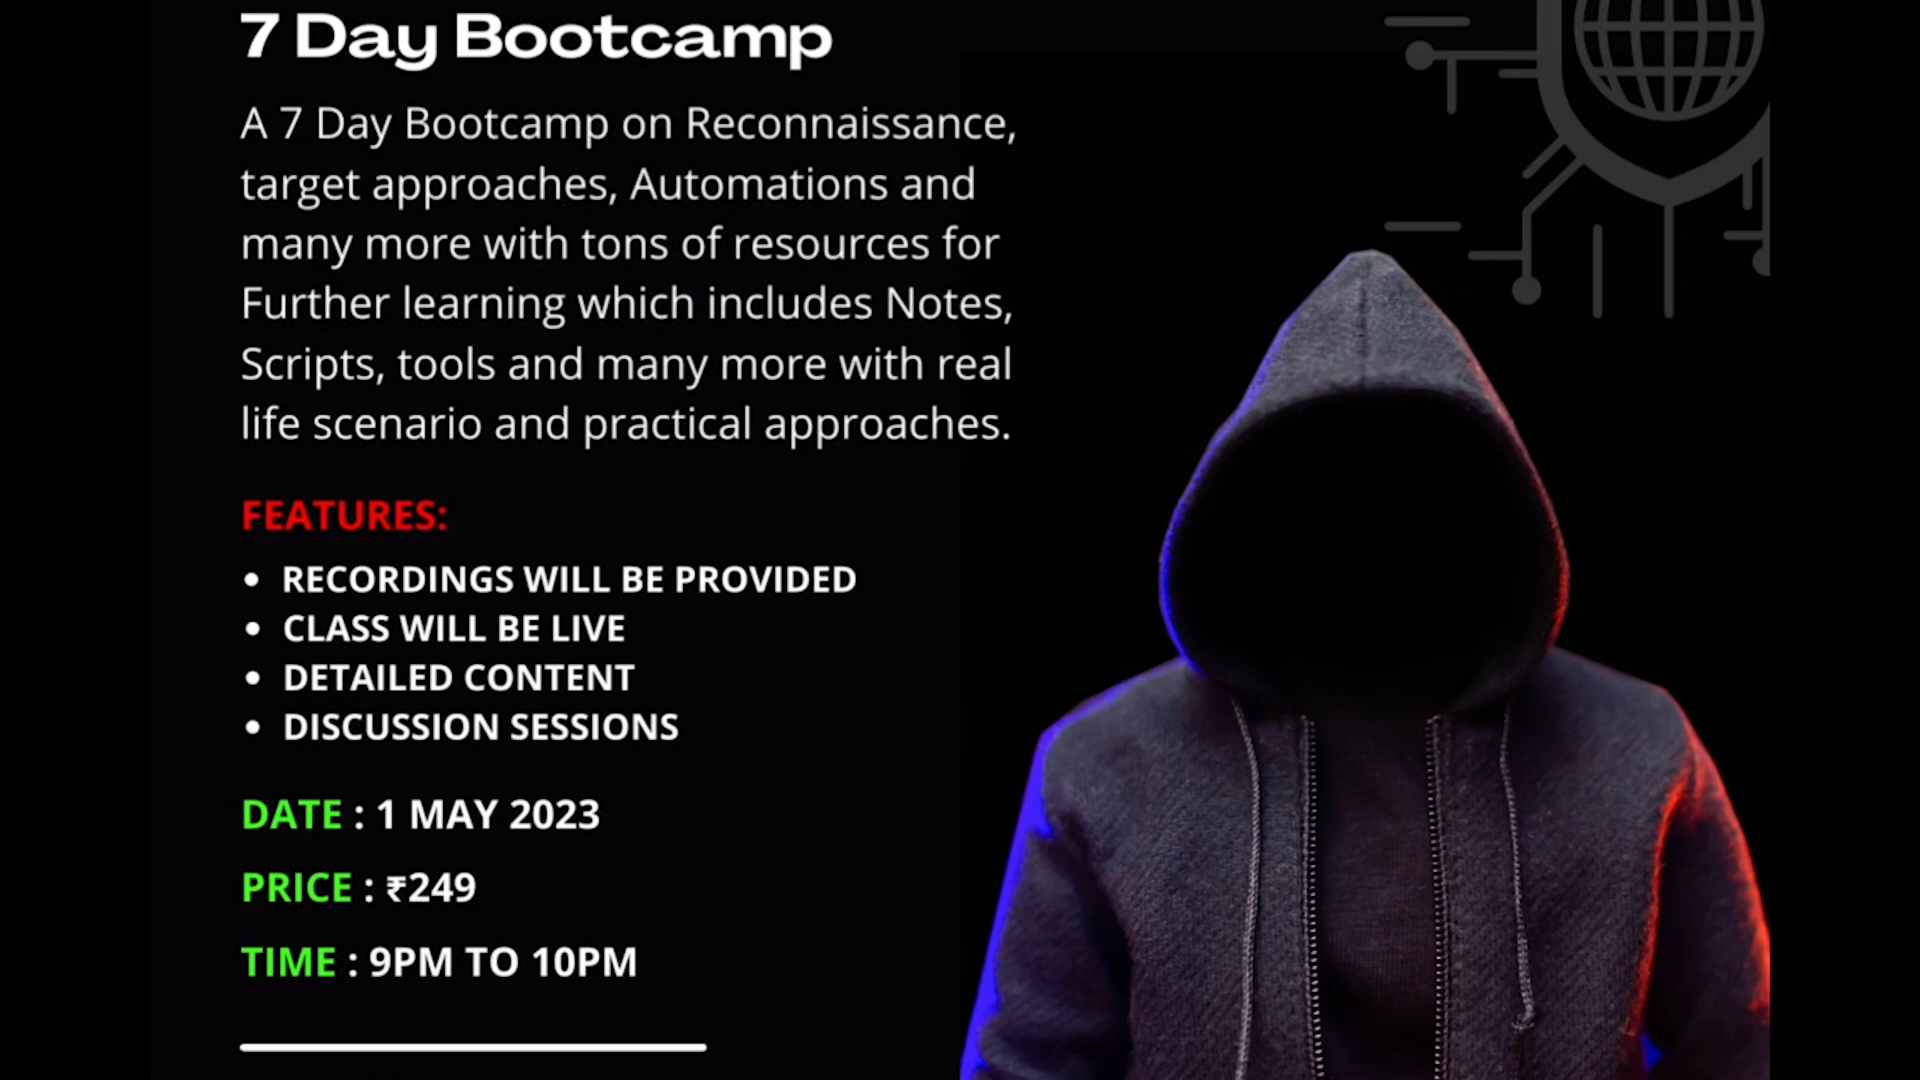 7 Day Bootcamp
A 7 Day Bootcamp on Reconnaissance,
target approaches, Automations and
many more with tons of resources for
Further learning which includes Notes,
Scripts, tools and many more with real
life scenario and practical approaches.
FEATURES:
• RECORDINGS WILL BE PROVIDED
• CLASS WILL BE LIVE
• DETAILED CONTENT
• DISCUSSION SESSIONS
DATE : 1 MAY 2023
PRICE : ₹249
TIME : 9PM TO 10PM